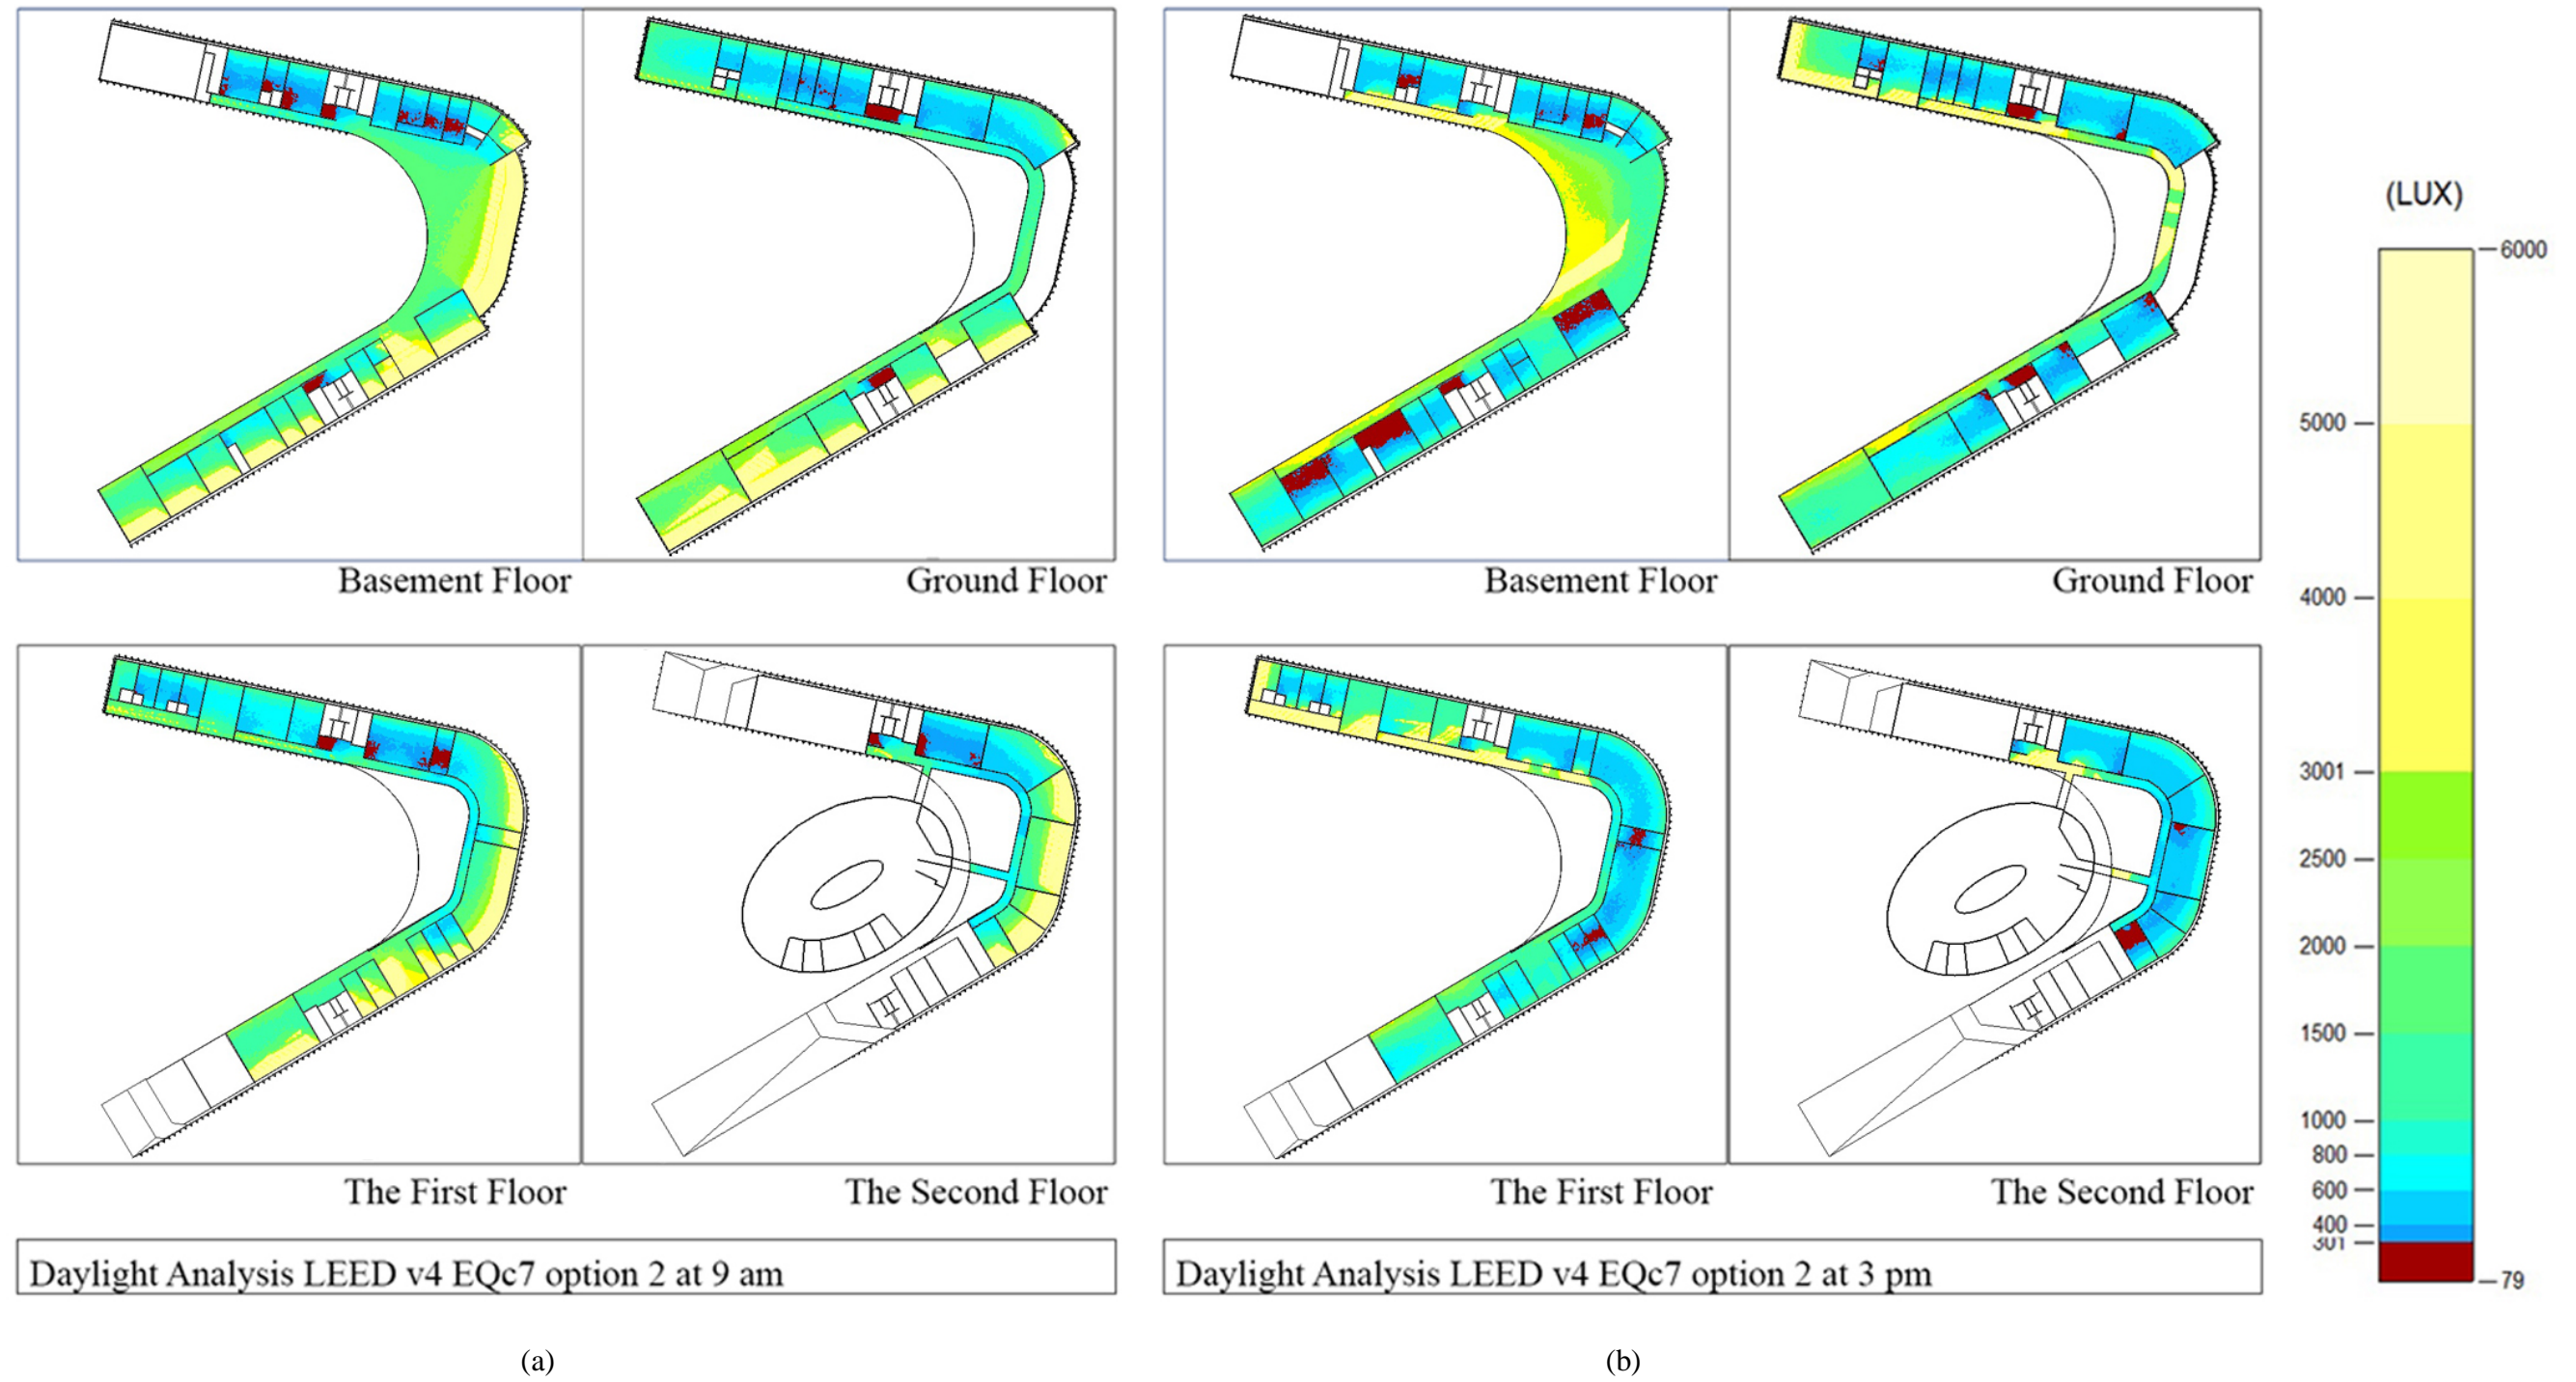 Basement Floor
Ground Floor
The First Floor
The Second Floor
Daylight Analysis LEED v4 EQc7 option 2 at 9 am
(a)
Basement Floor
Ground Floor
The First Floor
The Second Floor
Daylight Analysis LEED v4 EQc7 option 2 at 3 pm
(b)
(LUX)
6000
5000
4000
3001
2500
2000
1500
1000
800
600
400
301
79